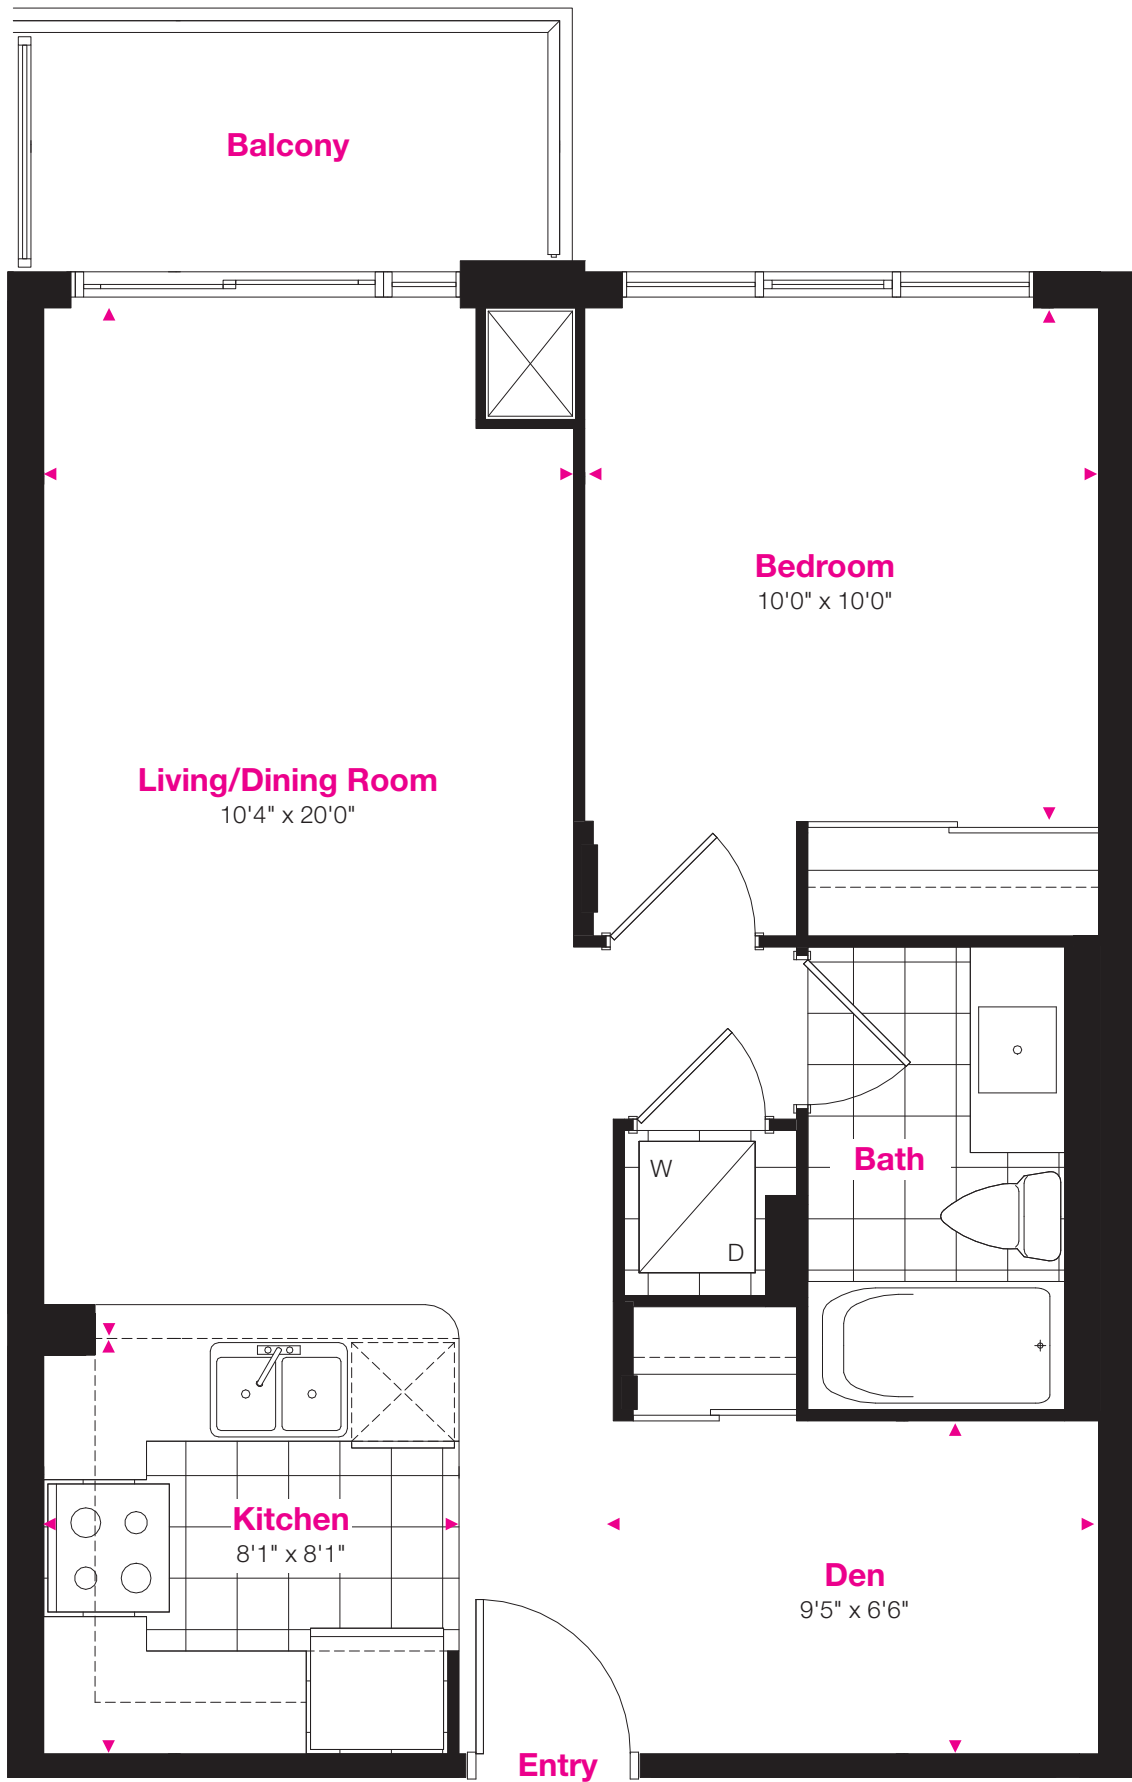 Balcony
Bedroom
10'0" x 10'0"
Living/Dining Room
10'4" x 20'0"
W
D
Bath
Kitchen
8'1" x 8'1"
Den
9'5" x 6'6"
Entry